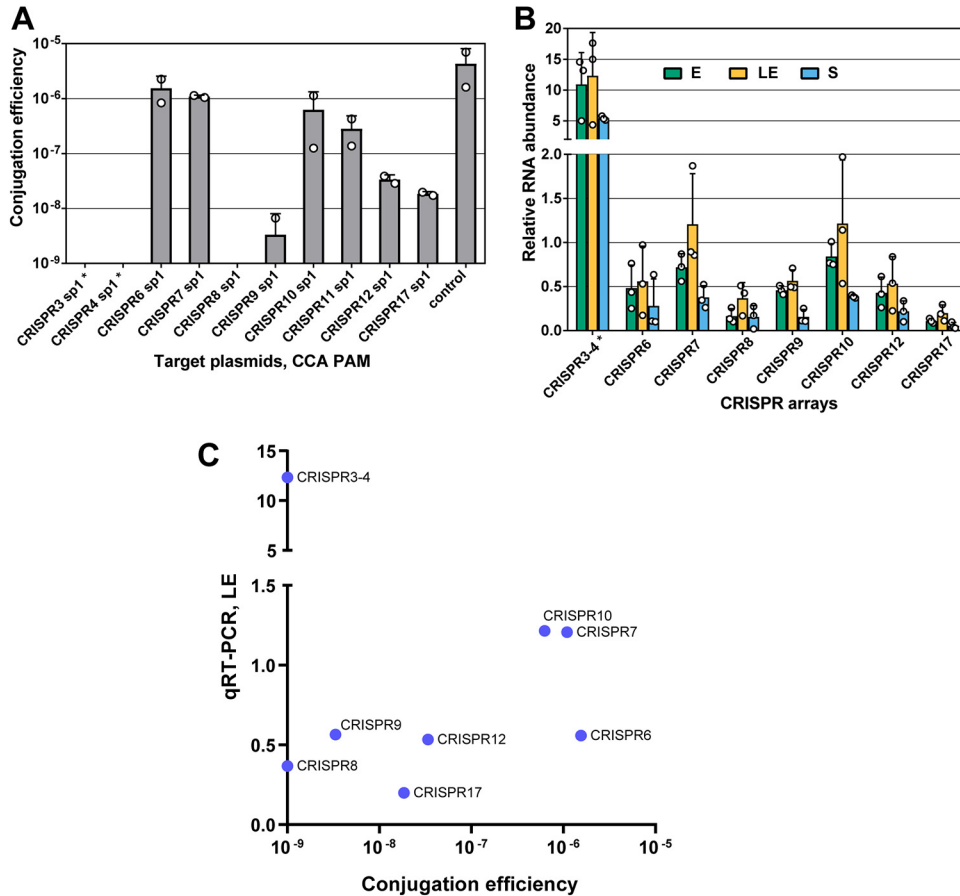 A
Conjugation efficiency
10-5
10-6
10-7
10-8
10-9
CRISPR3 sp1 *
CRISPR4 sp1 *
CRISPR6 sp1
CRISPR7 sp1
CRISPR8 sp1
CRISPR9 sp1
CRISPR10 sp1
CRISPR11 sp1
CRISPR12 sp1
CRISPR17 sp1
control
Target plasmids, CCA PAM
B
Relative RNA abundance
20
15
10
5
2.0
1.5
1.0
0.5
0.0
E LE S
CRISPR3-4 *
CRISPR6
CRISPR7
CRISPR8
CRISPR9
CRISPR10
CRISPR12
CRISPR17
CRISPR arrays
C
qRT-PCR, LE
15
10
5
1.5
1.0
0.5
0.0
CRISPR3-4
CRISPR10
CRISPR7
CRISPR9
CRISPR12
CRISPR6
CRISPR8
CRISPR17
10-9 10-8 10-7 10-6 10-5
Conjugation efficiency